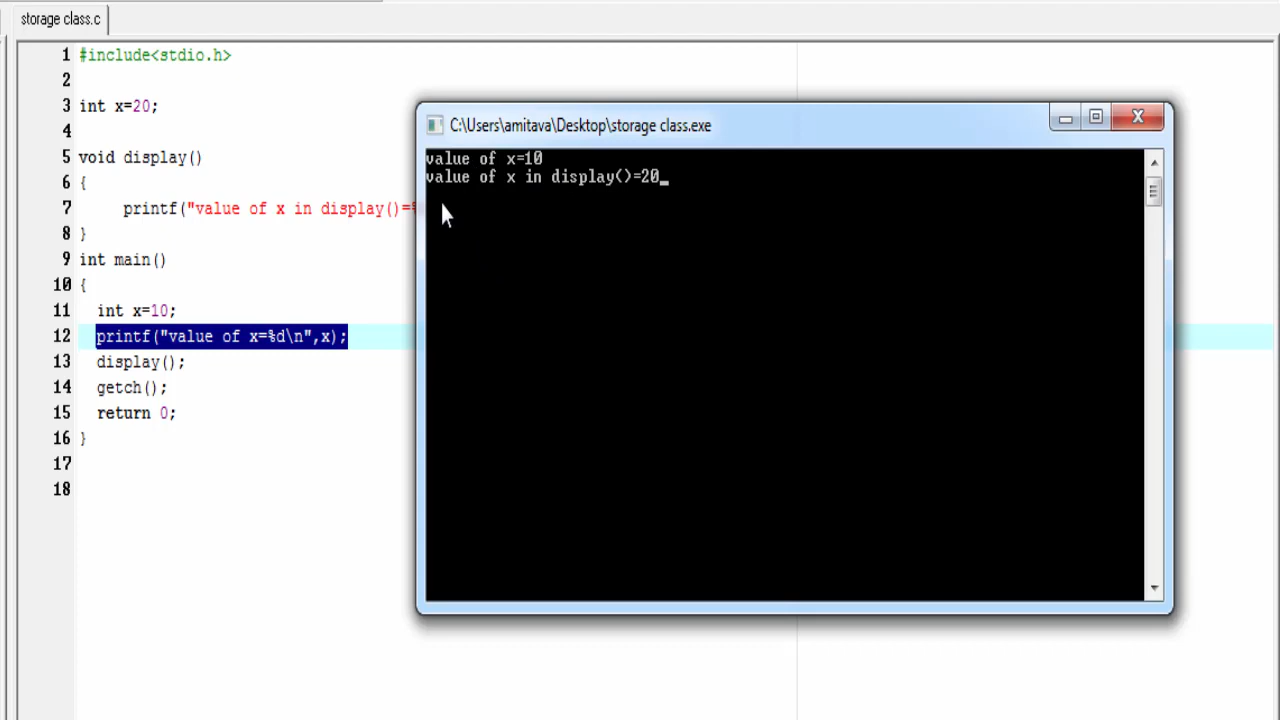 storage class.c
1 #include<stdio.h>
2
3 int x=20;
4
5 void display()
6 {
7 printf("value of x in display()=%
8 }
9 int main()
10 {
11 int x=10;
12 printf("value of x=%d\n",x);
13 display();
14 getch();
15 return 0;
16 }
17
18
C:\Users\amitava\Desktop\storage class.exe
value of x=10
value of x in display()=20_